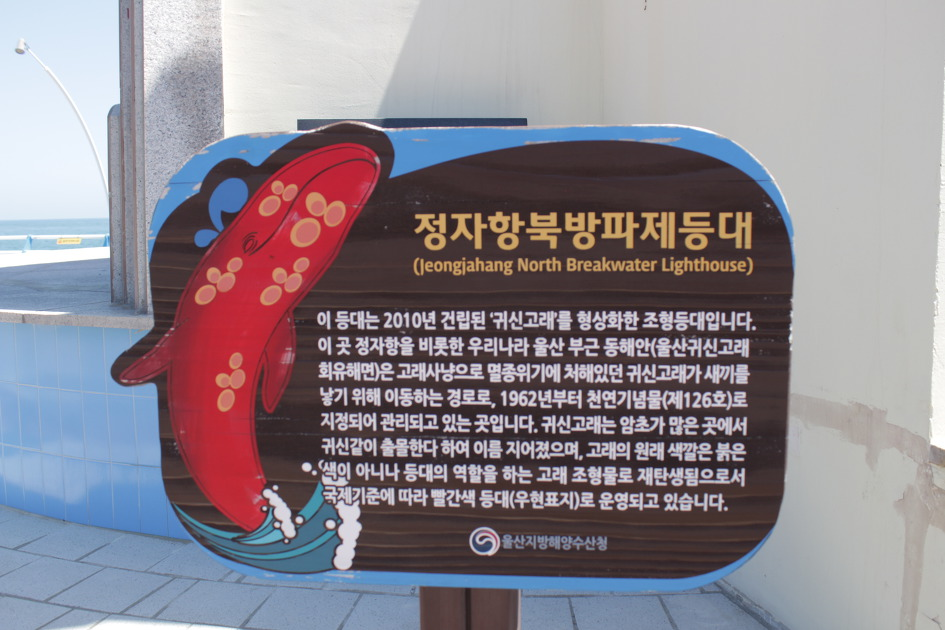 정자항북방파제등대
(Jeongjahang North Breakwater Lighthouse)
이 등대는 2010년 건립된 '귀신고래'를 형상화한 조형등대입니다.
이 곳 정자항을 비롯한 우리나라 울산 부근 동해안(울산귀신고래
회유해면)은 고래사냥으로 멸종위기에 처해있던 귀신고래가 새끼를
낳기 위해 이동하는 경로로, 1962년부터 천연기념물(제126호)로
지정되어 관리되고 있는 곳입니다. 귀신고래는 암초가 많은 곳에서
귀신같이 출몰한다 하여 이름 지어졌으며, 고래의 원래 색깔은 붉은
색이 아니나 등대의 역할을 하는 고래 조형물로 재탄생됨으로서
국제기준에 따라 빨간색 등대(우현표지)로 운영되고 있습니다.
울산지방해양수산청